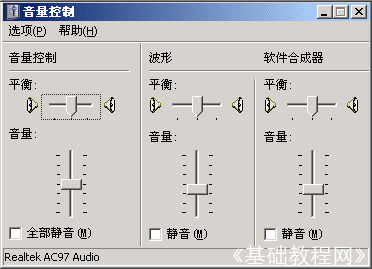 音量控制
选项(P) 帮助(H)
音量控制 波形 软件合成器
平衡: 平衡: 平衡:
音量: 音量: 音量:
全部静音(M) 静音(M) 静音(M)
Realtek AC97 Audio
《基础教程网》